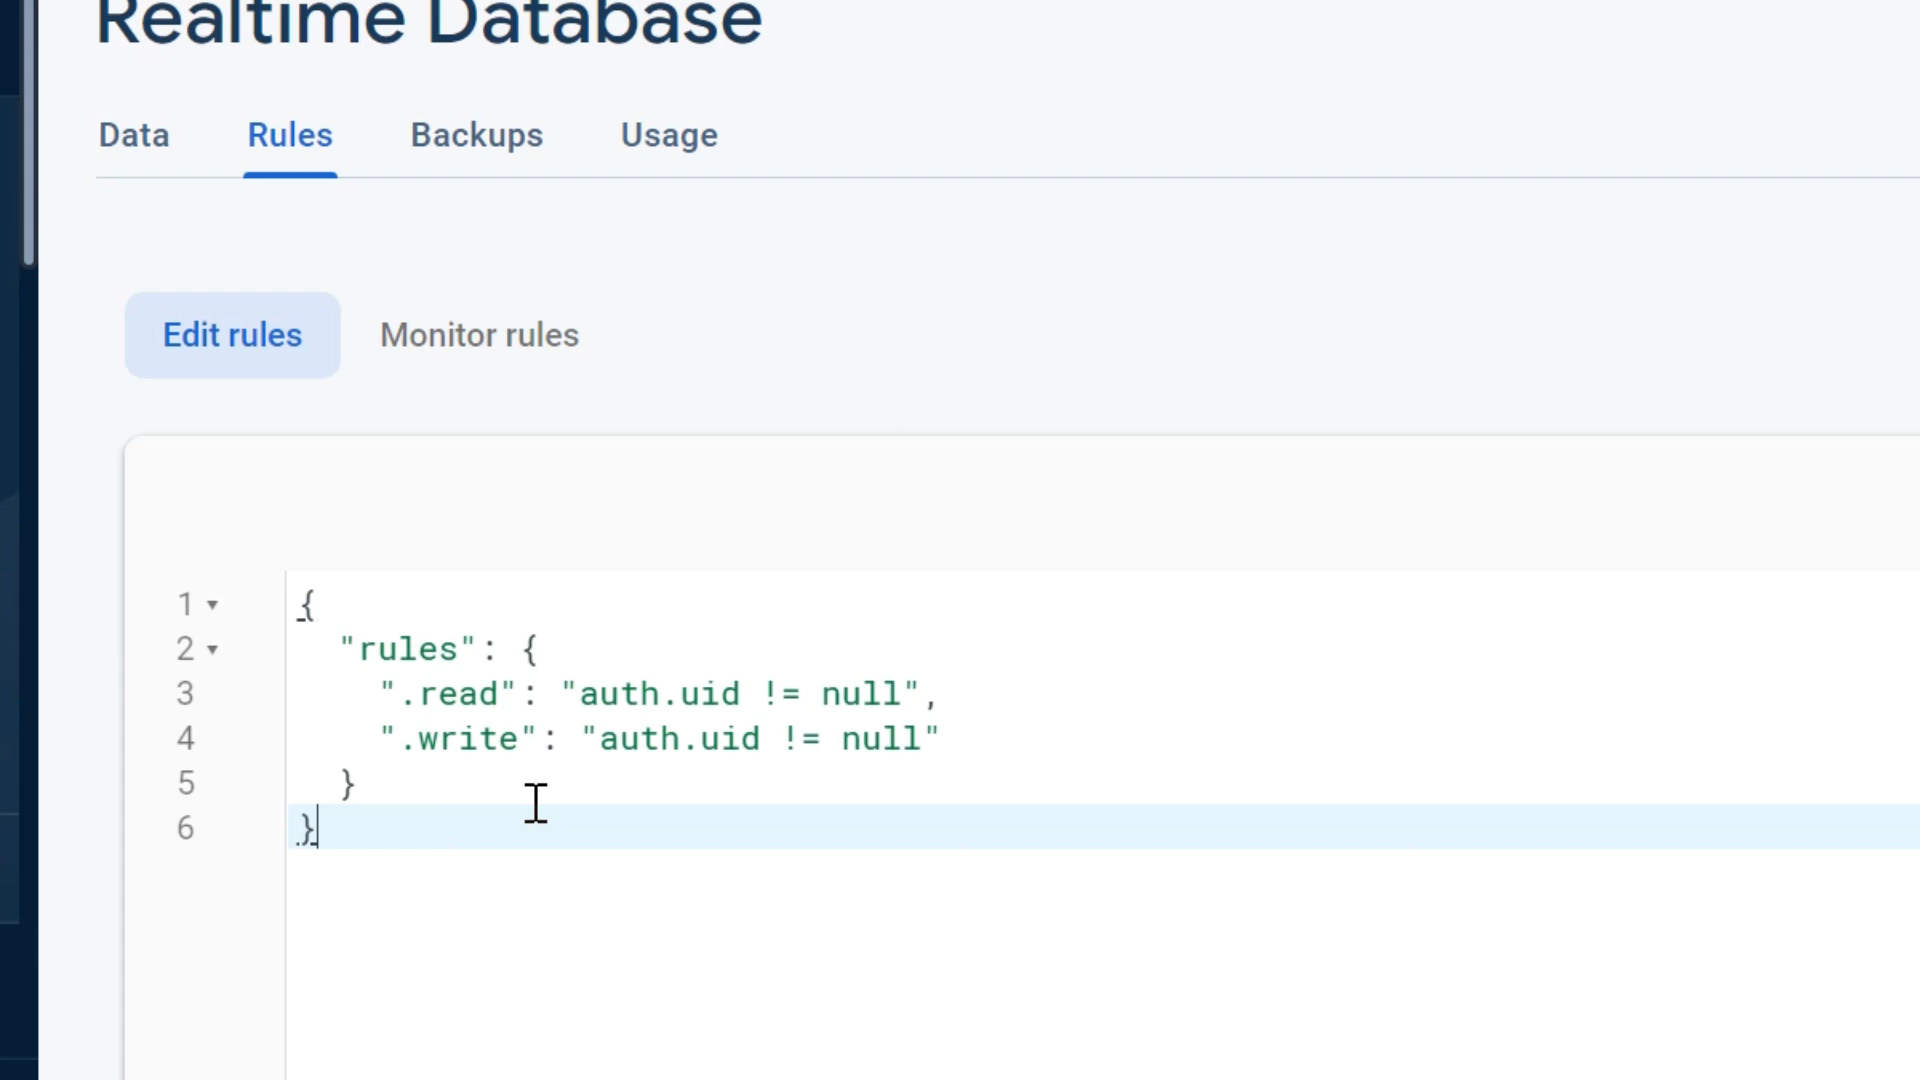 Realtime Database
Data Rules Backups Usage
Edit rules Monitor rules
1 {
2 "rules": {
3 ".read": "auth.uid != null",
4 ".write": "auth.uid != null"
5 }
6 }